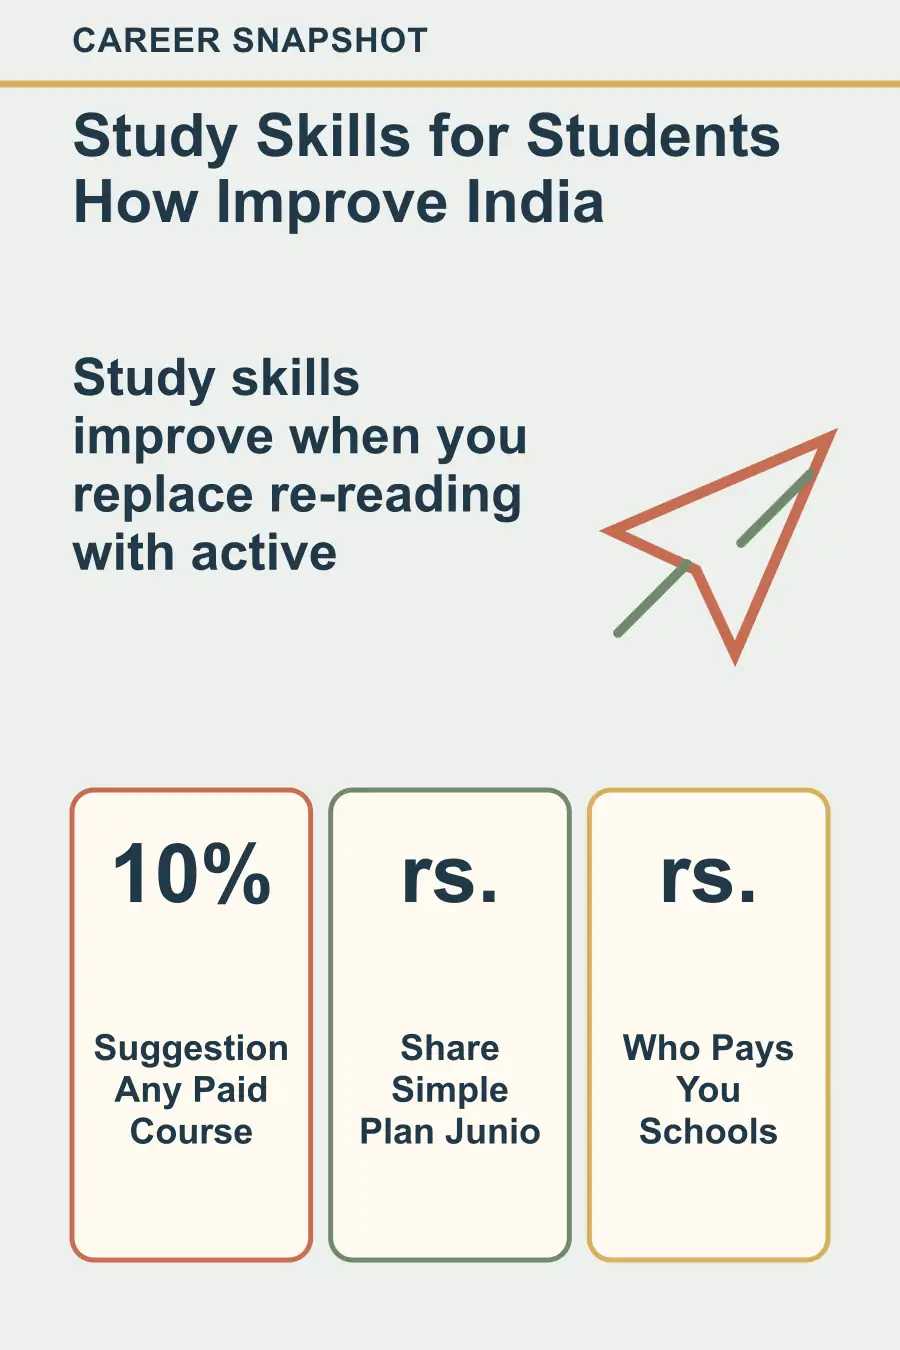 CAREER SNAPSHOT
Study Skills for Students
How Improve India
Study skills
improve when you
replace re-reading
with active
10%
Suggestion
Any Paid
Course
rs.
Share
Simple
Plan Junio
rs.
Who Pays
You
Schools